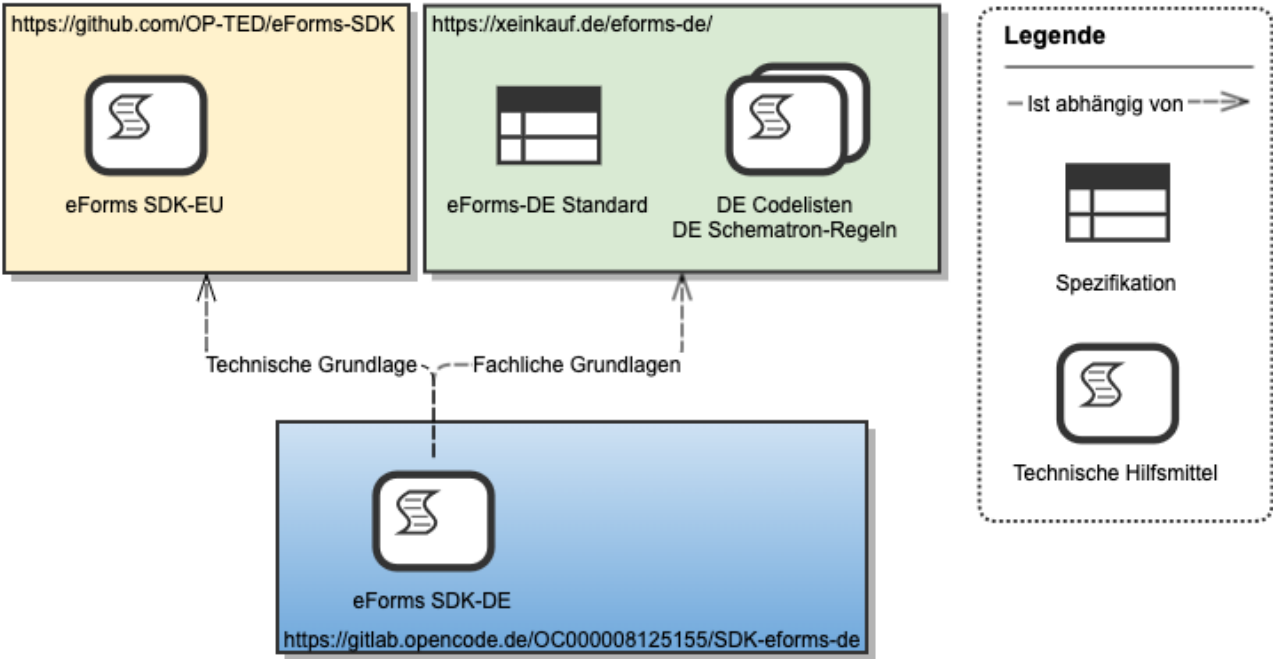 https://github.com/OP-TED/eForms-SDK
eForms SDK-EU
https://xeinkauf.de/eforms-de/
eForms-DE Standard
DE Codelisten
DE Schematron-Regeln
Technische Grundlage
Fachliche Grundlagen
eForms SDK-DE
https://gitlab.opencode.de/OC000008125155/SDK-eforms-de
Legende
Ist abhängig von
Spezifikation
Technische Hilfsmittel